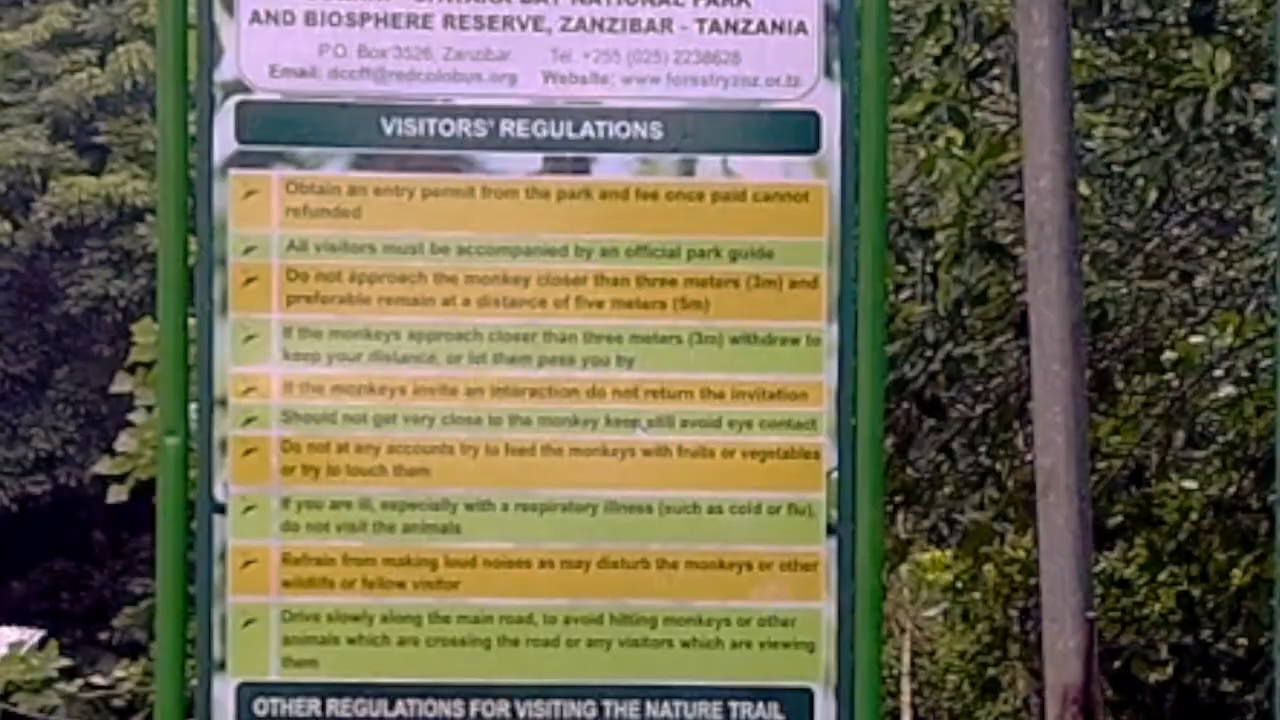 BAY NATIONAL PARK
AND BIOSPHERE RESERVE, ZANZIBAR - TANZANIA
P.O. Box 3526, Zanzibar. Tel. +255 (025) 2238628
Email: dccff@redcolobus.org Website: www.forestryznz.or.tz
VISITORS' REGULATIONS
Obtain an entry permit from the park and fee once paid cannot
refunded
All visitors must be accompanied by an official park guide
Do not approach the monkey closer than three meters (3m) and
preferable remain at a distance of five meters (5m)
If the monkeys approach closer than three meters (3m) withdraw to
keep your distance, or let them pass you by
If the monkeys invite an interaction do not return the invitation
Should not get very close to the monkey keep still avoid eye contact
Do not at any accounts try to feed the monkeys with fruits or vegetables
or try to touch them
If you are ill, especially with a respiratory illness (such as cold or flu),
do not visit the animals
Refrain from making loud noises as may disturb the monkeys or other
wildlife or fellow visitor
Drive slowly along the main road, to avoid hitting monkeys or other
animals which are crossing the road or any visitors which are viewing
them
OTHER REGULATIONS FOR VISITING THE NATURE TRAIL